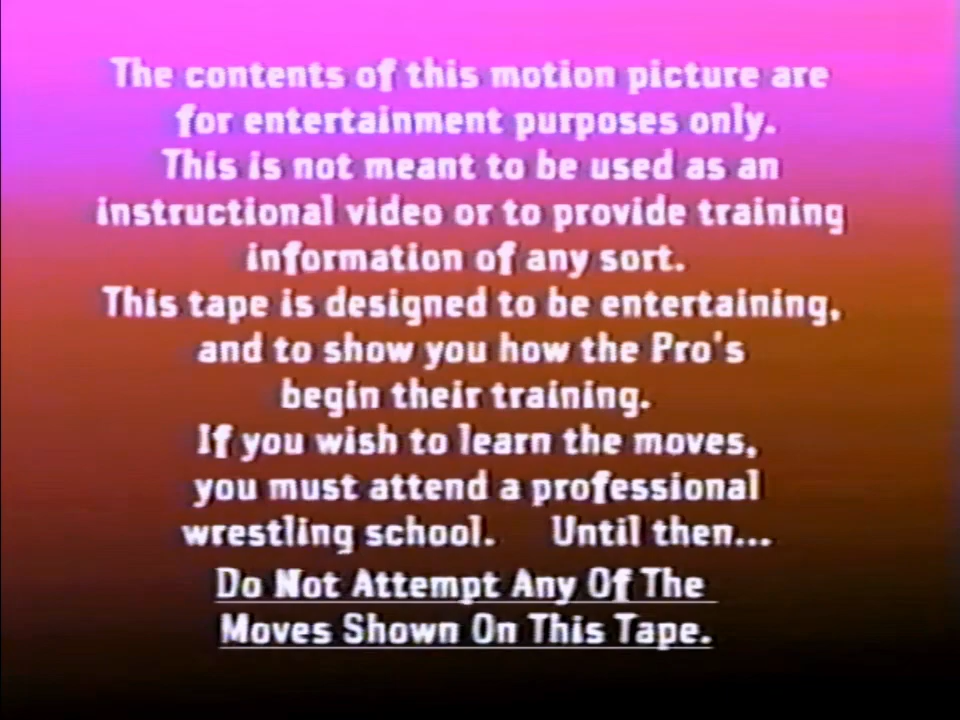 The contents of this motion picture are
for entertainment purposes only.
This is not meant to be used as an
instructional video or to provide training
information of any sort.
This tape is designed to be entertaining,
and to show you how the Pro's
begin their training.
If you wish to learn the moves,
you must attend a professional
wrestling school. Until then...
Do Not Attempt Any Of The
Moves Shown On This Tape.